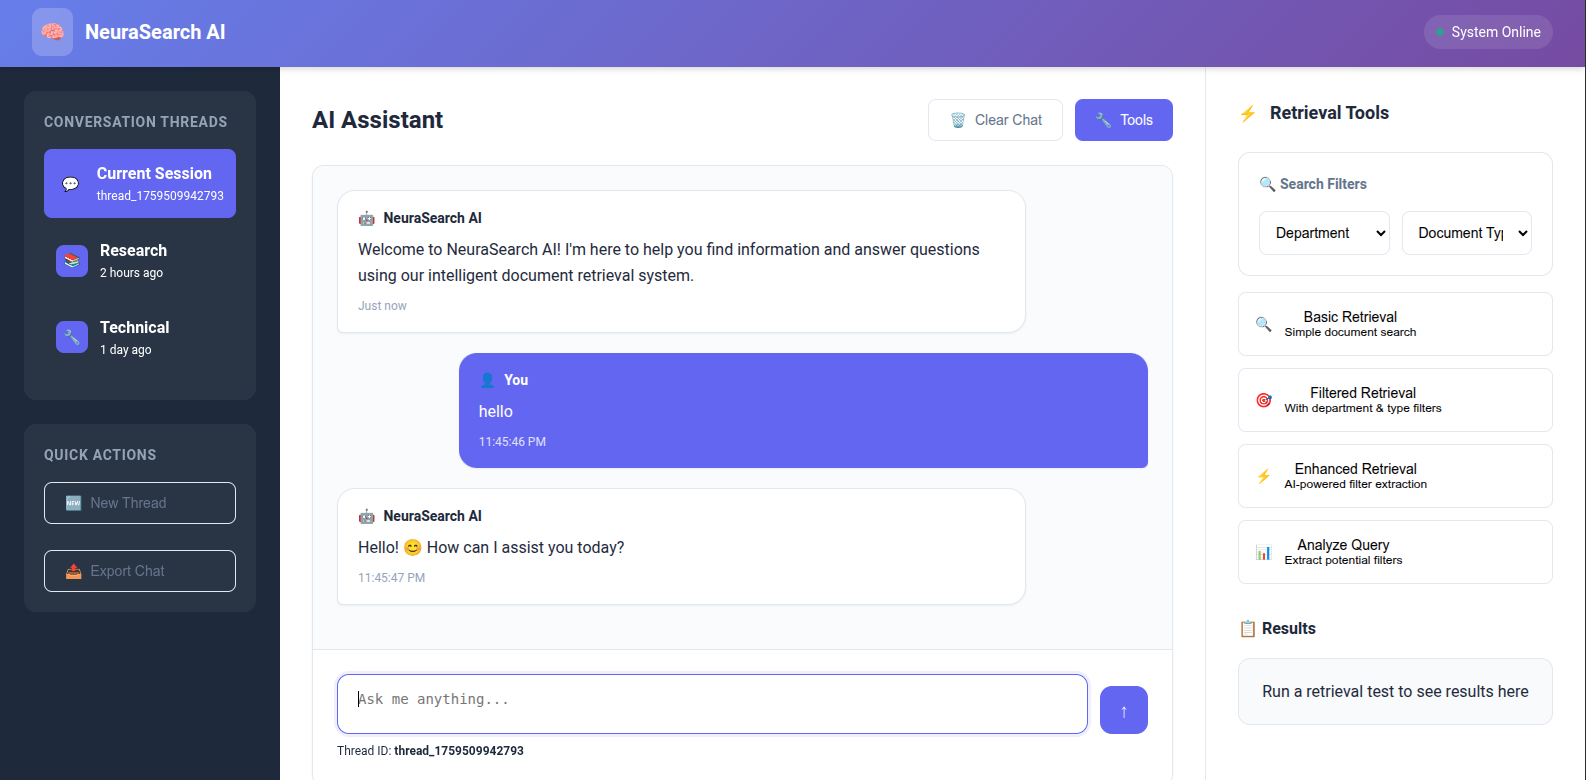 NeuraSearch AI
System Online
CONVERSATION THREADS
Current Session
thread_1759509942793
Research
2 hours ago
Technical
1 day ago
QUICK ACTIONS
NEW New Thread
Export Chat
AI Assistant
Clear Chat
Tools
NeuraSearch AI
Welcome to NeuraSearch AI! I'm here to help you find information and answer questions
using our intelligent document retrieval system.
Just now
You
hello
11:45:46 PM
NeuraSearch AI
Hello! 😊 How can I assist you today?
11:45:47 PM
Ask me anything...
↑
Thread ID: thread_1759509942793
Retrieval Tools
Search Filters
Department
Document Typ
Basic Retrieval
Simple document search
Filtered Retrieval
With department & type filters
Enhanced Retrieval
AI-powered filter extraction
Analyze Query
Extract potential filters
Results
Run a retrieval test to see results here